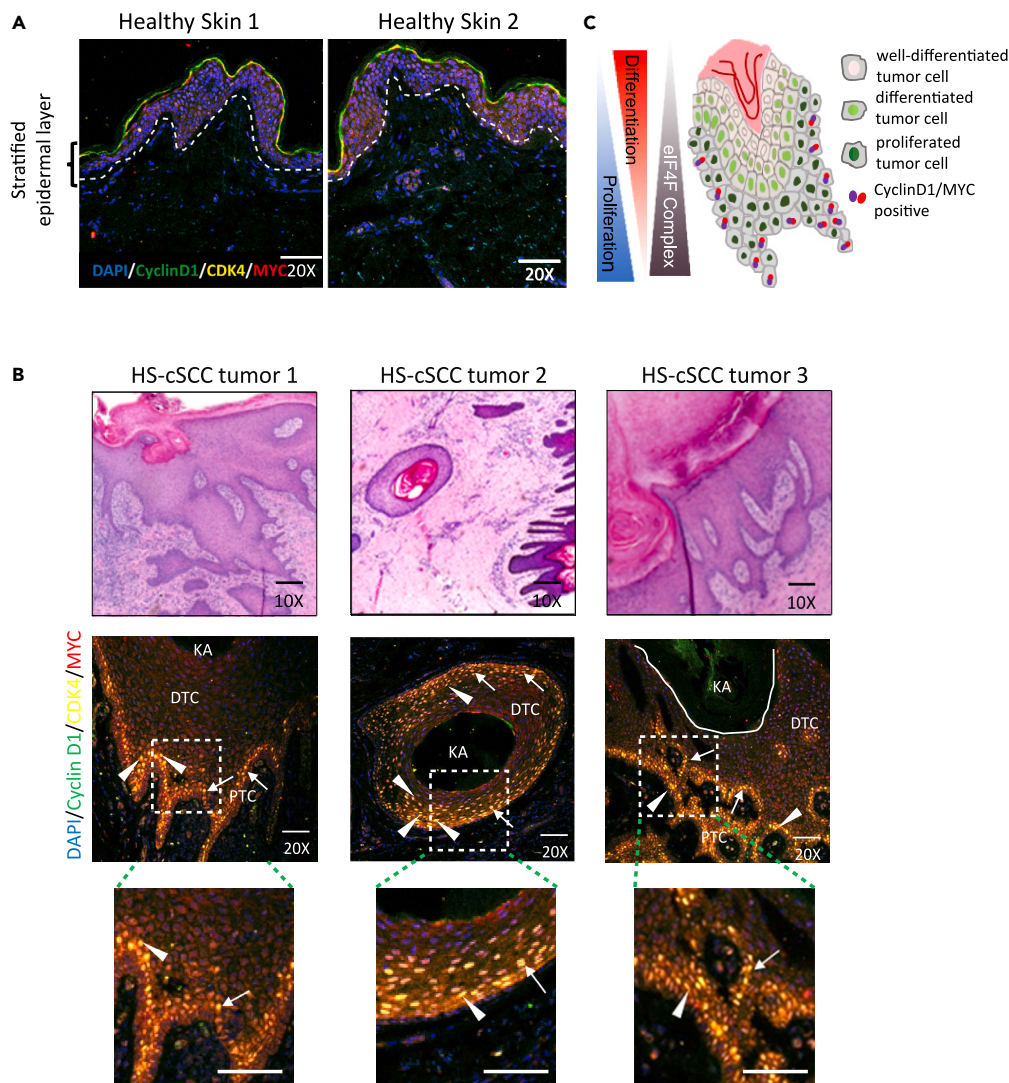 A
Healthy Skin 1
Healthy Skin 2
Stratified
epidermal layer
DAPI/CyclinD1/CDK4/MYC
20X
20X
C
Differentiation
Proliferation
eIF4F Complex
well-differentiated
tumor cell
differentiated
tumor cell
proliferated
tumor cell
CyclinD1/MYC
positive
B
HS-cSCC tumor 1
HS-cSCC tumor 2
HS-cSCC tumor 3
10X
10X
10X
DAPI/Cyclin D1/CDK4/MYC
KA
DTC
PTC
20X
DTC
KA
20X
KA
DTC
PTC
20X